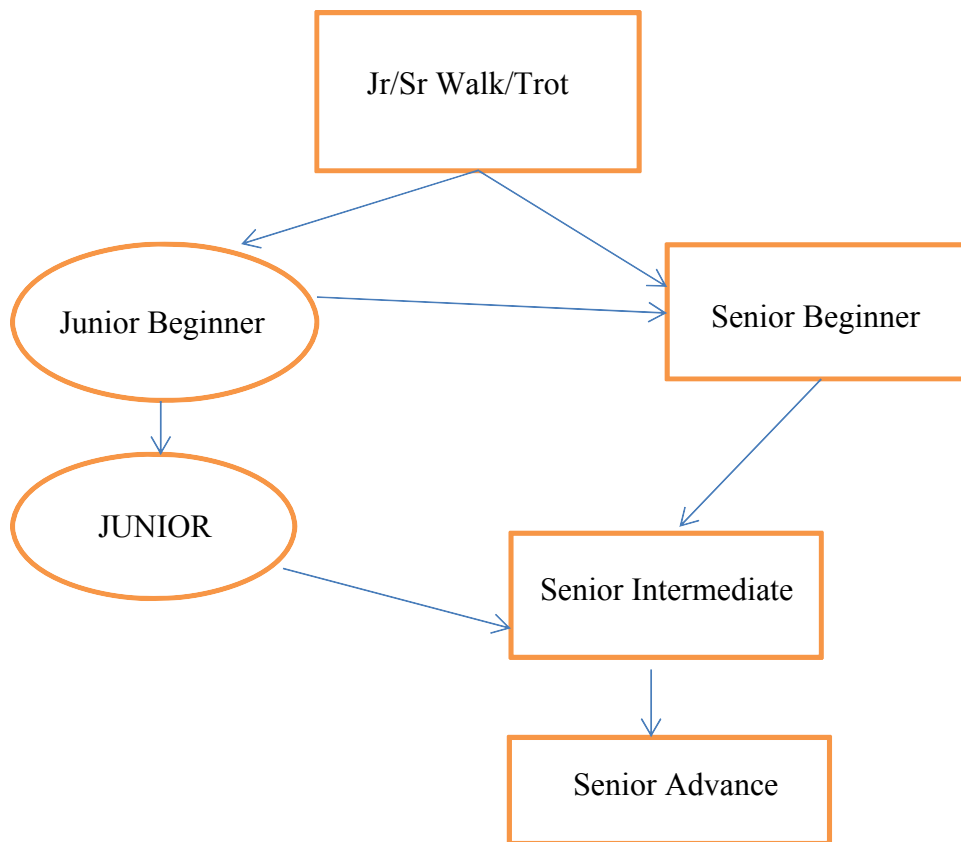 Jr/Sr Walk/Trot
Junior Beginner
Senior Beginner
JUNIOR
Senior Intermediate
Senior Advance